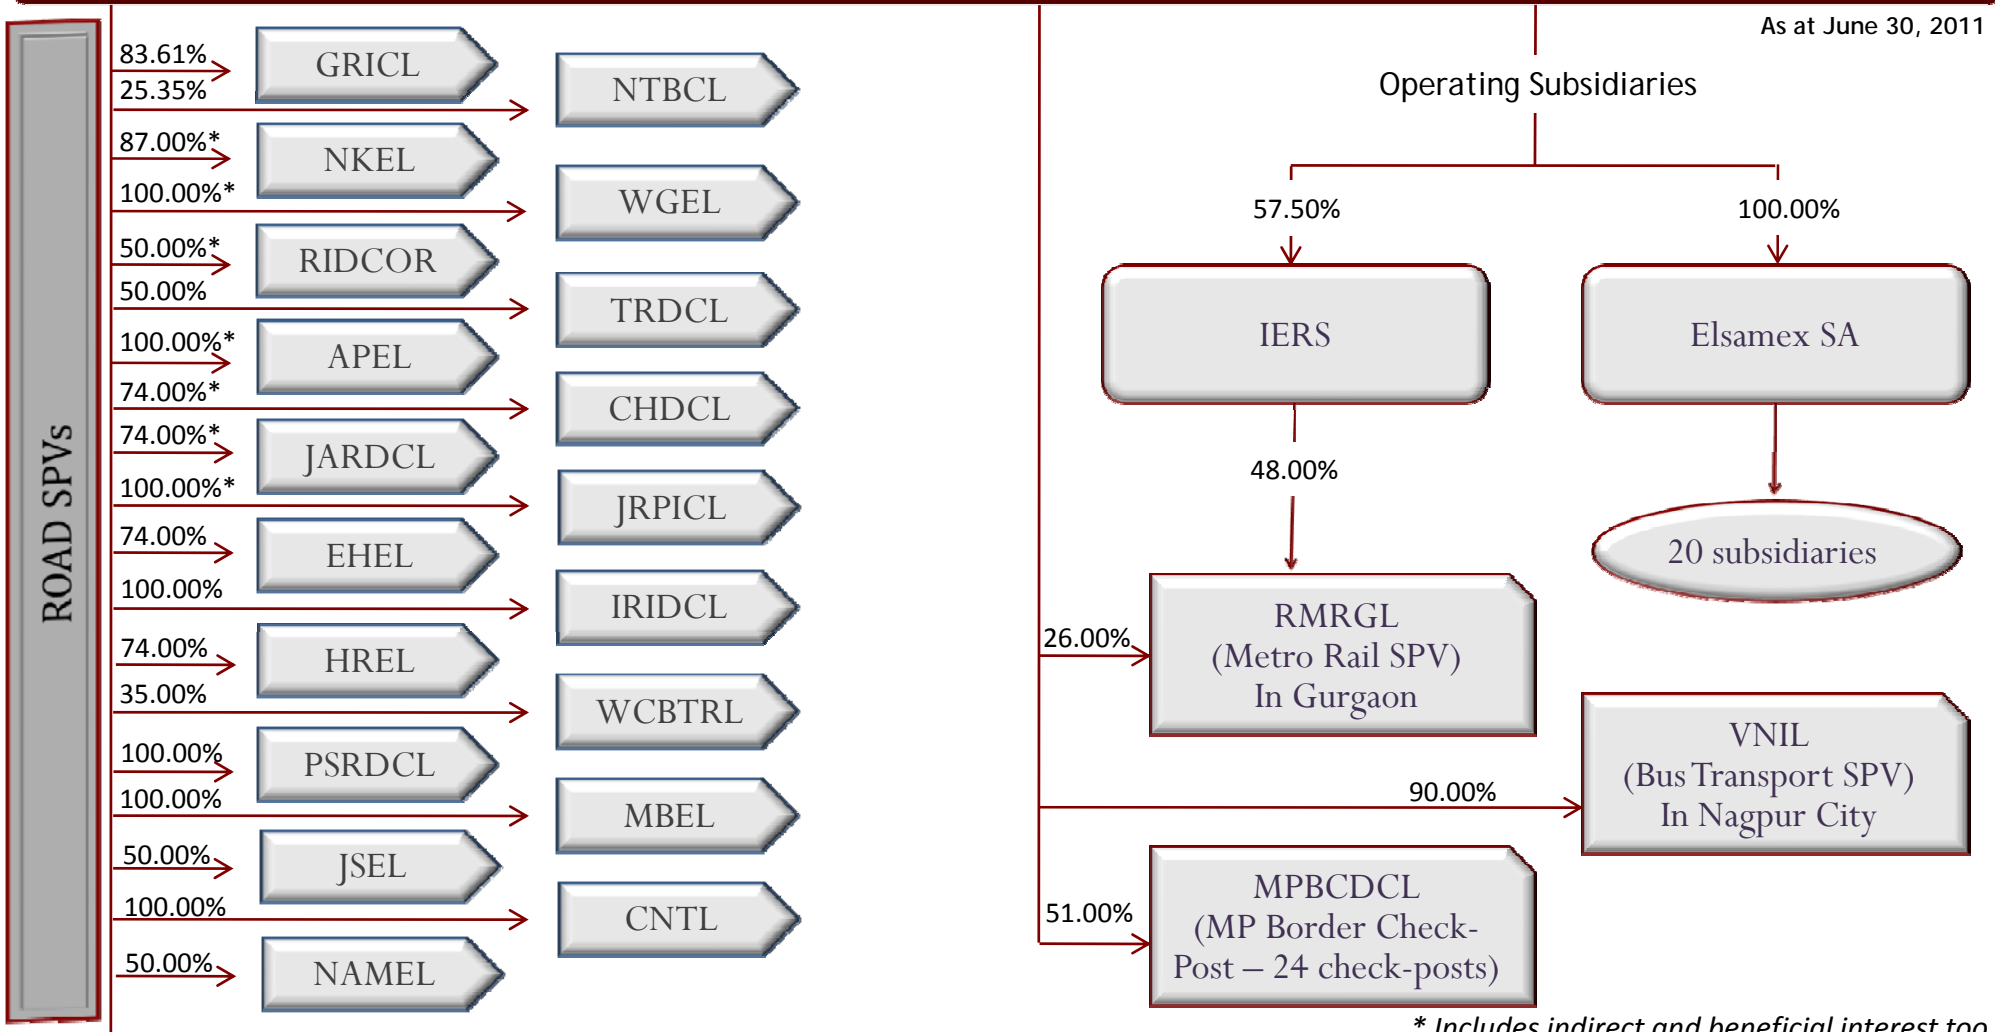 As at June 30, 2011
ROAD SPVs
83.61%
GRICL
25.35%
NTBCL
87.00%*
NKEL
100.00%*
WGEL
50.00%*
RIDCOR
50.00%
TRDCL
100.00%*
APEL
74.00%*
CHDCL
74.00%*
JARDCL
100.00%*
JRPICL
74.00%
EHEL
100.00%
IRIDCL
74.00%
HREL
35.00%
WCBTRL
100.00%
PSRDCL
100.00%
MBEL
50.00%
JSEL
100.00%
CNTL
50.00%
NAMEL
Operating Subsidiaries
57.50%
100.00%
IERS
Elsamex SA
48.00%
20 subsidiaries
26.00%
RMRGL
(Metro Rail SPV)
In Gurgaon
90.00%
VNIL
(Bus Transport SPV)
In Nagpur City
51.00%
MPBCDCL
(MP Border Check-
Post – 24 check-posts)
* Includes indirect and beneficial interest too